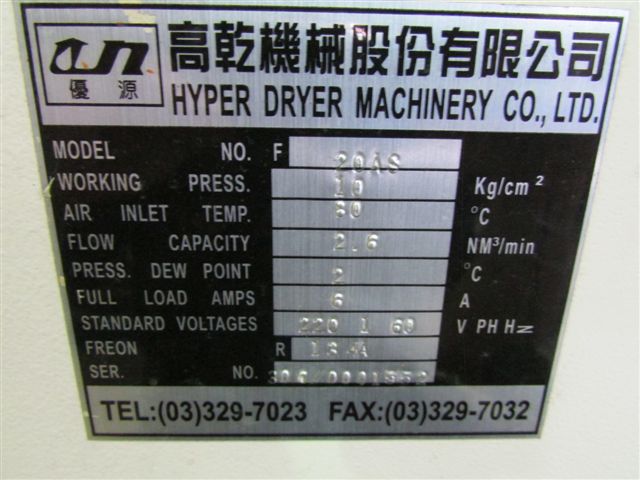 優源
高乾機械股份有限公司
HYPER DRYER MACHINERY CO., LTD.
MODEL NO. F 20AS
WORKING PRESS. 10 Kg/cm²
AIR INLET TEMP. 60 °C
FLOW CAPACITY 2.6 NM³/min
PRESS. DEW POINT 2 °C
FULL LOAD AMPS 6 A
STANDARD VOLTAGES 220 1 60 V PH HZ
FREON R
SER. NO.
TEL:(03)329-7023 FAX:(03)329-7032